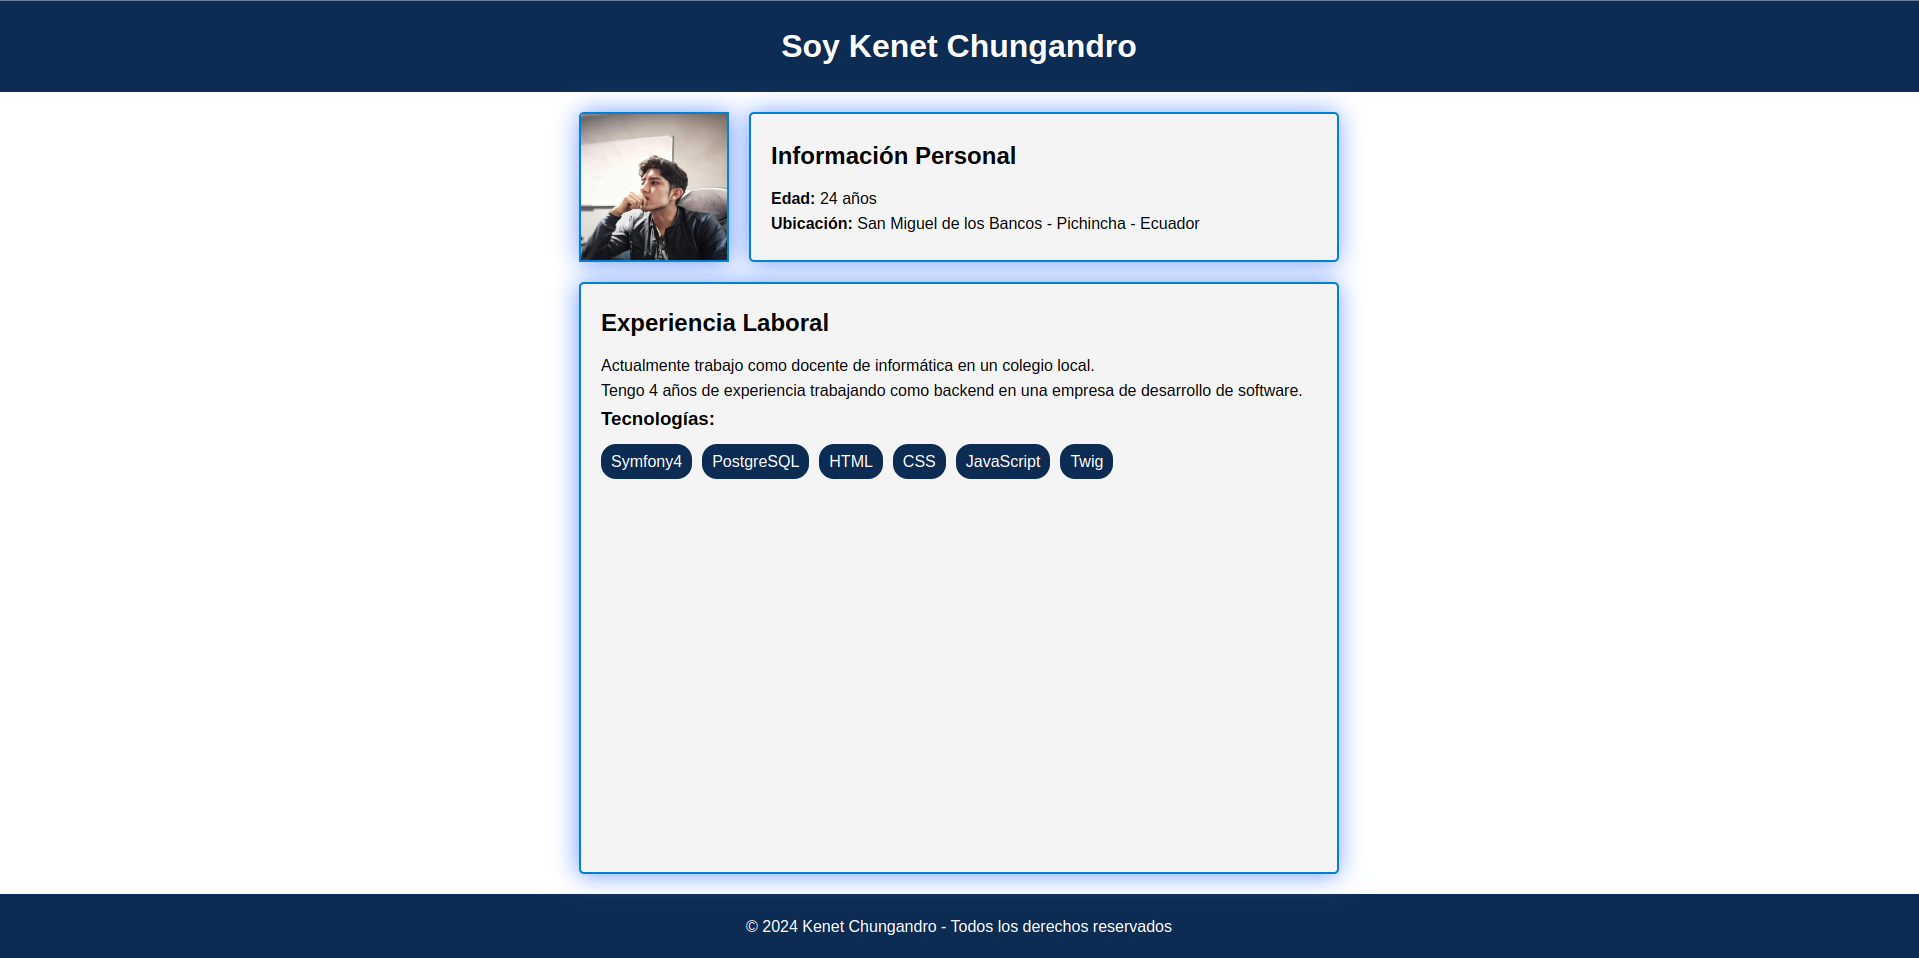 Soy Kenet Chungandro
Información Personal
Edad: 24 años
Ubicación: San Miguel de los Bancos - Pichincha - Ecuador
Experiencia Laboral
Actualmente trabajo como docente de informática en un colegio local.
Tengo 4 años de experiencia trabajando como backend en una empresa de desarrollo de software.
Tecnologías:
Symfony4 PostgreSQL HTML CSS JavaScript Twig
© 2024 Kenet Chungandro - Todos los derechos reservados